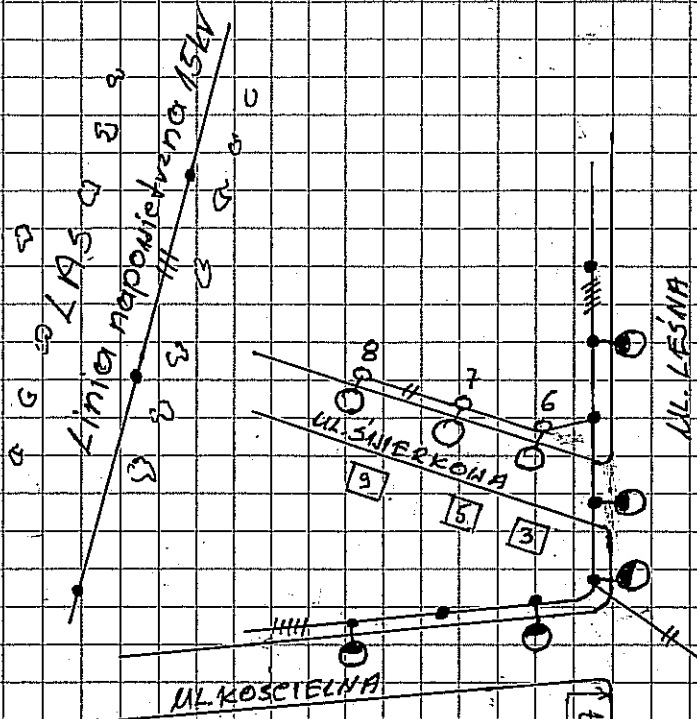 Linia napowietrzna 15kV
LAS
UL. LEŚNA
8
7
6
UL. ŚWIERKOWA
9
5
3
UL. KOŚCIELNA